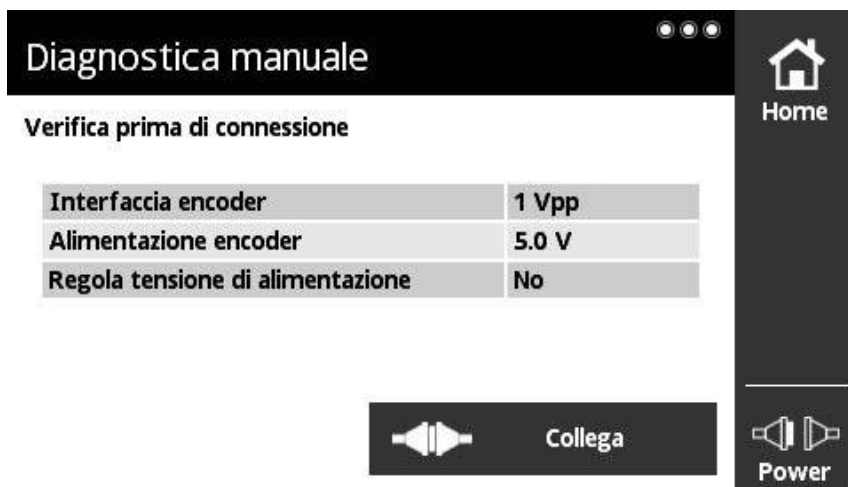 Diagnostica manuale
Home
Verifica prima di connessione
Interfaccia encoder 1 Vpp
Alimentazione encoder 5.0 V
Regola tensione di alimentazione No
Collega
Power